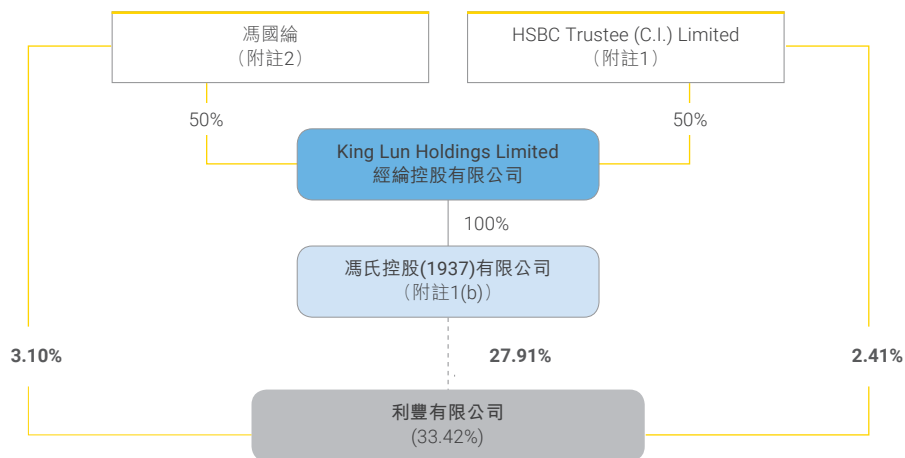 馮國綸
（附註2）
HSBC Trustee (C.I.) Limited
（附註1）
50%
50%
King Lun Holdings Limited
經綸控股有限公司
100%
馮氏控股(1937)有限公司
（附註1(b)）
3.10%
27.91%
2.41%
利豐有限公司
(33.42%)